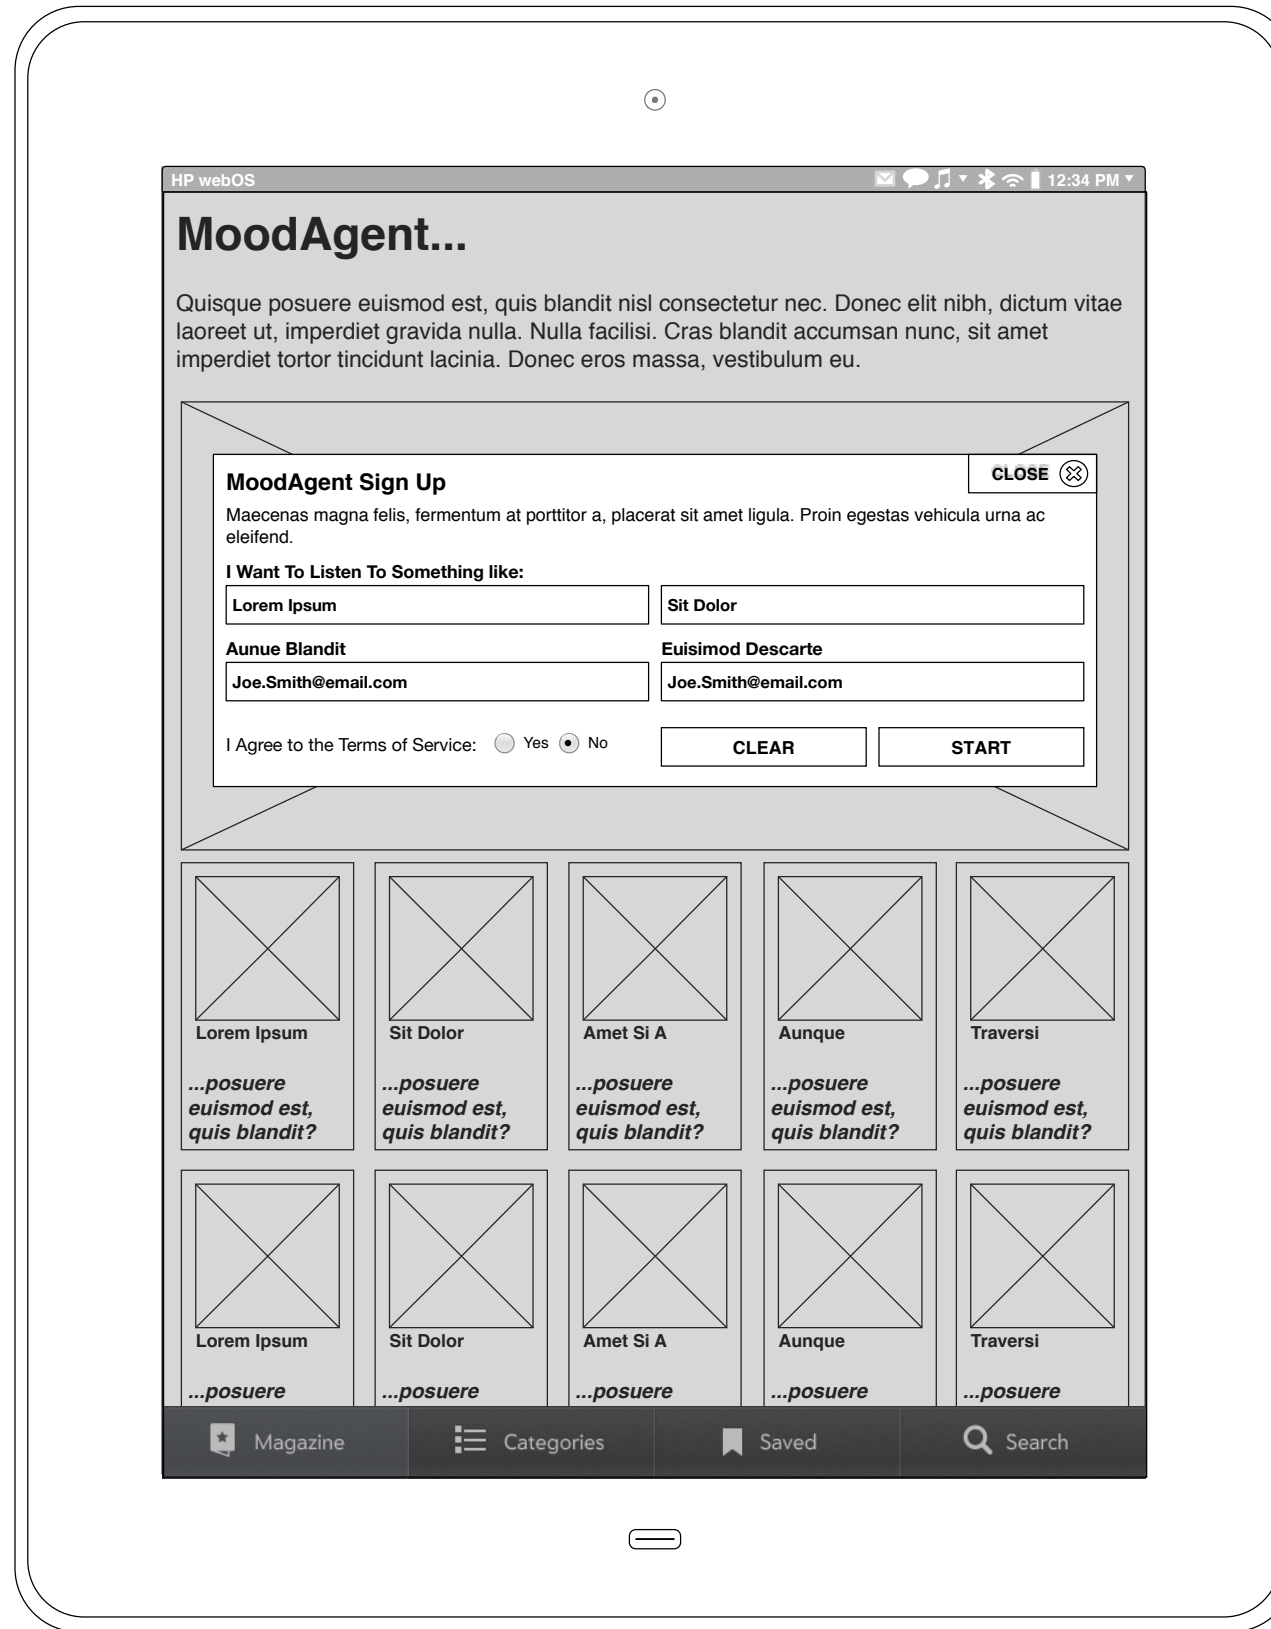 HP webOS 12:34 PM
MoodAgent...
Quisque posuere euismod est, quis blandit nisl consectetur nec. Donec elit nibh, dictum vitae
laoreet ut, imperdiet gravida nulla. Nulla facilisi. Cras blandit accumsan nunc, sit amet
imperdiet tortor tincidunt lacinia. Donec eros massa, vestibulum eu.
MoodAgent Sign Up
CLOSE
Maecenas magna felis, fermentum at porttitor a, placerat sit amet ligula. Proin egestas vehicula urna ac
eleifend.
I Want To Listen To Something like:
Lorem Ipsum Sit Dolor
Aunue Blandit Euisimod Descarte
Joe.Smith@email.com Joe.Smith@email.com
I Agree to the Terms of Service: Yes No CLEAR START
Lorem Ipsum Sit Dolor Amet Si A Aunque Traversi
...posuere ...posuere ...posuere ...posuere ...posuere
euismod est, euismod est, euismod est, euismod est, euismod est,
quis blandit? quis blandit? quis blandit? quis blandit? quis blandit?
Lorem Ipsum Sit Dolor Amet Si A Aunque Traversi
...posuere ...posuere ...posuere ...posuere ...posuere
Magazine Categories Saved Search